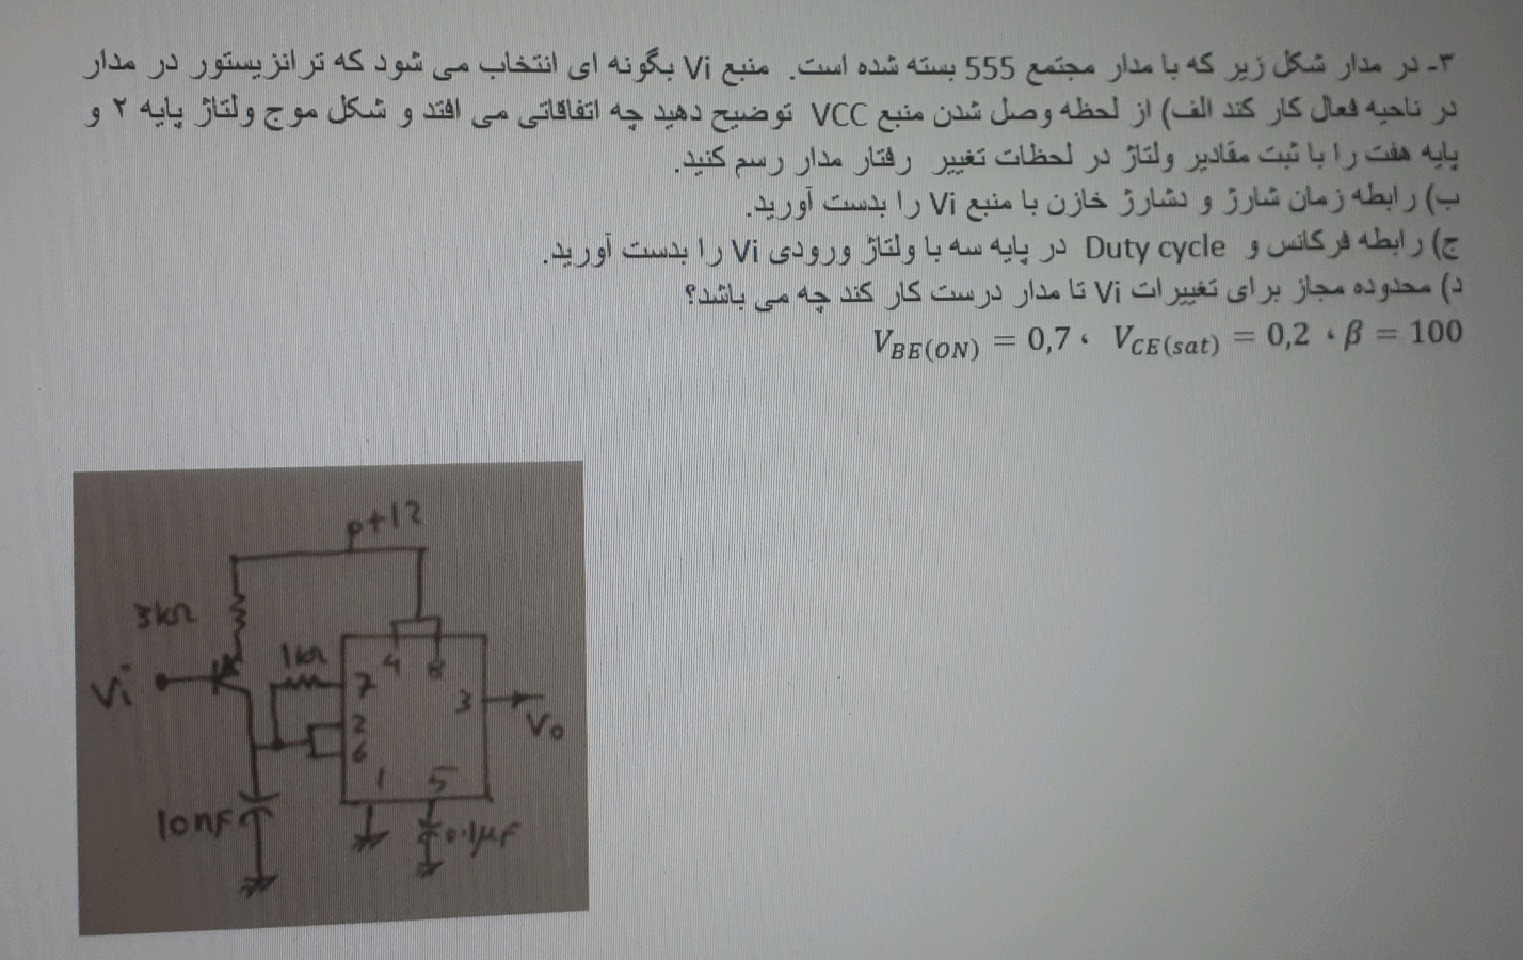 ۳- در مدار شکل زیر که با مدار مجتمع 555 بسته شده است. منبع Vi بگونه ای انتخاب می شود که ترانزیستور در مدار
در ناحیه فعال کار کند الف) از لحظه وصل شدن منبع VCC توضیح دهید چه اتفاقاتی می افتد و شکل موج ولتاژ پایه ۲ و
پایه هفت را با ثبت مقادیر ولتاژ در لحظات تغییر رفتار مدار رسم کنید.
ب) رابطه زمان شارژ و دشارژ خازن با منبع Vi را بدست آورید.
ج) رابطه فرکانس و Duty cycle در پایه سه با ولتاژ ورودی Vi را بدست آورید.
د) محدوده مجاز برای تغییرات Vi تا مدار درست کار کند چه می باشد؟
V_{BE(ON)} = 0,7 ، V_{CE(sat)} = 0,2 ، β = 100
+12
3kΩ
1kΩ
4 8
7
Vi
3
2
Vo
6
1 5
10nF
0.1μF